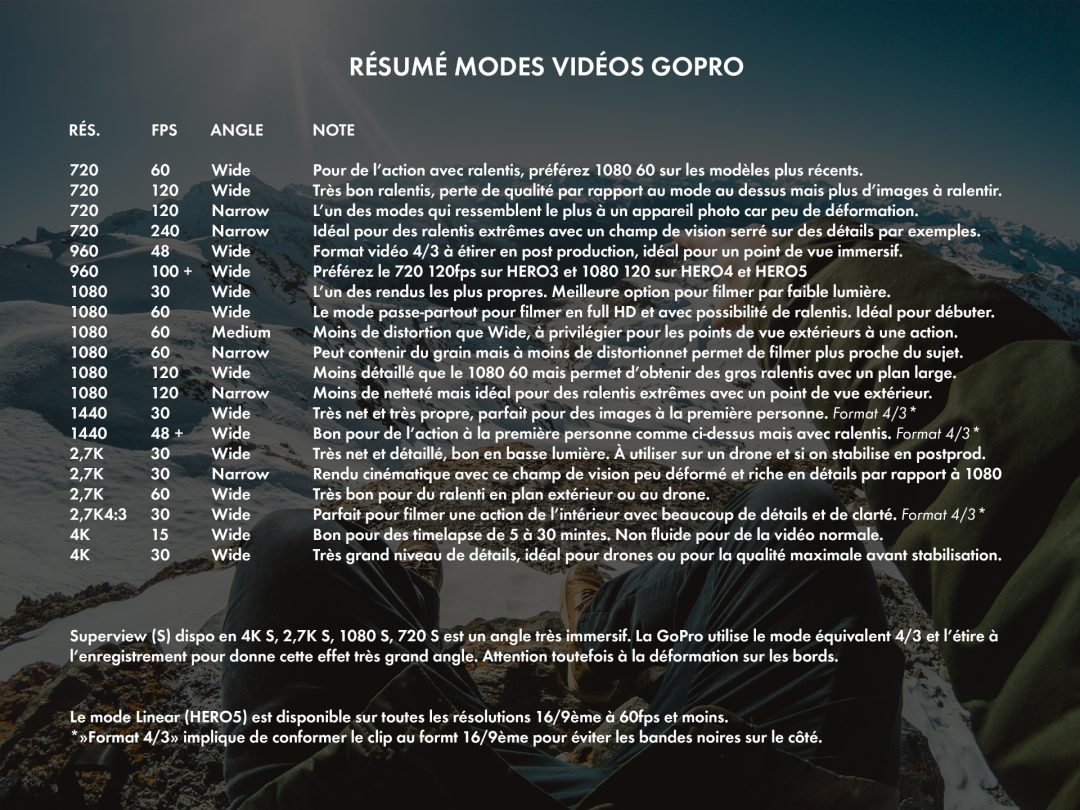 RÉSUMÉ MODES VIDÉOS GOPRO
RÉS. FPS ANGLE NOTE
720 60 Wide Pour de l’action avec ralentis, préférez 1080 60 sur les modèles plus récents.
720 120 Wide Très bon ralentis, perte de qualité par rapport au mode au dessus mais plus d’images à ralentir.
720 120 Narrow L’un des modes qui ressemblent le plus à un appareil photo car peu de déformation.
720 240 Narrow Idéal pour des ralentis extrêmes avec un champ de vision serré sur des détails par exemples.
960 48 Wide Format vidéo 4/3 à étirer en post production, idéal pour un point de vue immersif.
960 100 + Wide Préférez le 720 120fps sur HERO3 et 1080 120 sur HERO4 et HERO5
1080 30 Wide L’un des rendus les plus propres. Meilleure option pour filmer par faible lumière.
1080 60 Wide Le mode passe-partout pour filmer en full HD et avec possibilité de ralentis. Idéal pour débuter.
1080 60 Medium Moins de distortion que Wide, à privilégier pour les points de vue extérieurs à une action.
1080 60 Narrow Peut contenir du grain mais à moins de distortionnet permet de filmer plus proche du sujet.
1080 120 Wide Moins détaillé que le 1080 60 mais permet d’obtenir des gros ralentis avec un plan large.
1080 120 Narrow Moins de netteté mais idéal pour des ralentis extrêmes avec un point de vue extérieur.
1440 30 Wide Très net et très propre, parfait pour des images à la première personne. Format 4/3*
1440 48 + Wide Bon pour de l’action à la première personne comme ci-dessus mais avec ralentis. Format 4/3*
2,7K 30 Wide Très net et détaillé, bon en basse lumière. À utiliser sur un drone et si on stabilise en postprod.
2,7K 30 Narrow Rendu cinématique avec ce champ de vision peu déformé et riche en détails par rapport à 1080
2,7K 60 Wide Très bon pour du ralenti en plan extérieur ou au drone.
2,7K4:3 30 Wide Parfait pour filmer une action de l’intérieur avec beaucoup de détails et de clarté. Format 4/3*
4K 15 Wide Bon pour des timelapse de 5 à 30 mintes. Non fluide pour de la vidéo normale.
4K 30 Wide Très grand niveau de détails, idéal pour drones ou pour la qualité maximale avant stabilisation.
Superview (S) dispo en 4K S, 2,7K S, 1080 S, 720 S est un angle très immersif. La GoPro utilise le mode équivalent 4/3 et l’étire à
l’enregistrement pour donne cette effet très grand angle. Attention toutefois à la déformation sur les bords.
Le mode Linear (HERO5) est disponible sur toutes les résolutions 16/9ème à 60fps et moins.
*»Format 4/3» implique de conformer le clip au formt 16/9ème pour éviter les bandes noires sur le côté.